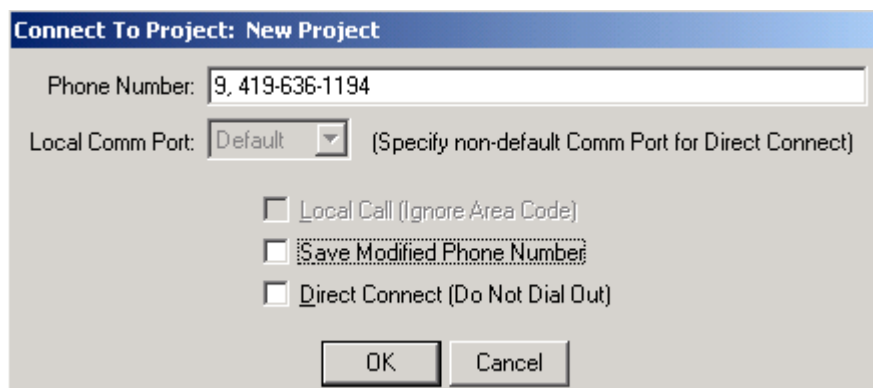 Connect To Project: New Project
Phone Number: 9, 419-636-1194
Local Comm Port: Default (Specify non-default Comm Port for Direct Connect)
Local Call (Ignore Area Code)
Save Modified Phone Number
Direct Connect (Do Not Dial Out)
OK Cancel